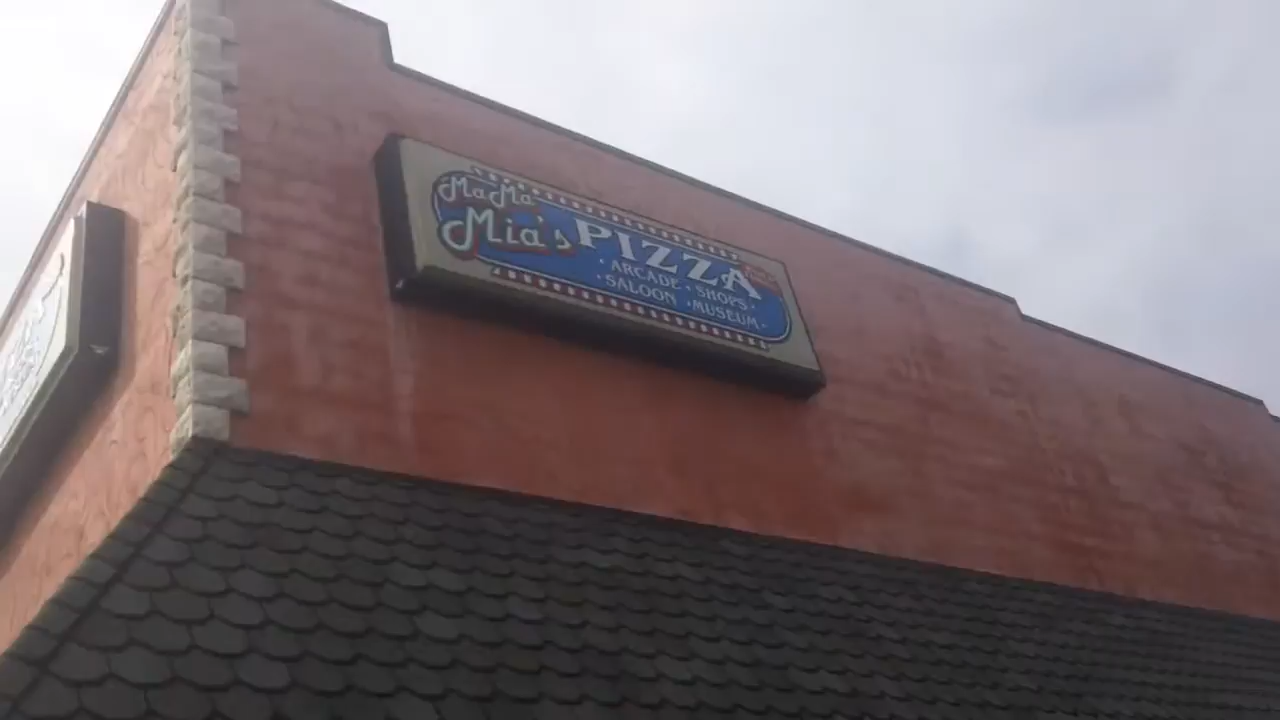 MaMa
Mia's PIZZA
· ARCADE · SHOPS ·
· SALOON · MUSEUM ·